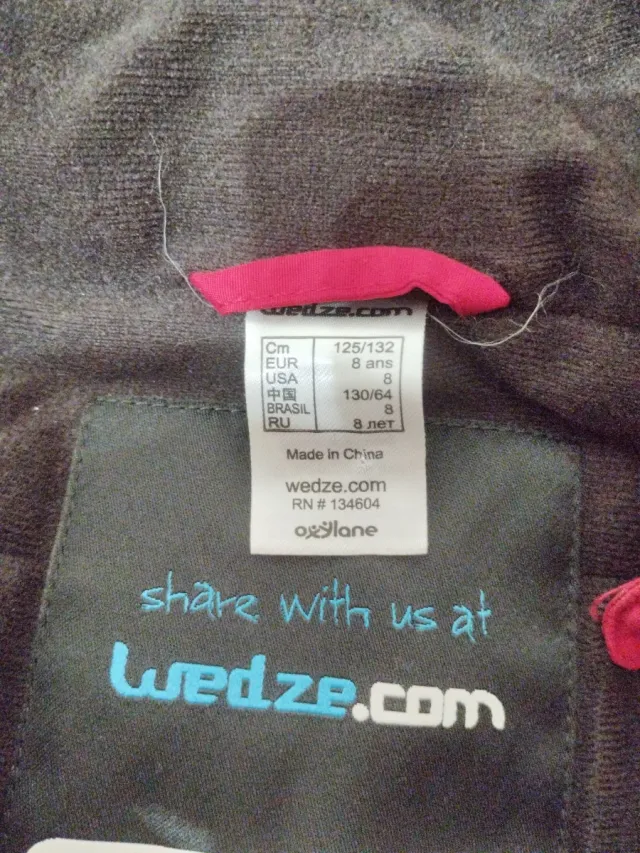 wedze.com
Cm 125/132
EUR 8 ans
USA 8
中国 130/64
BRASIL 8
RU 8 лет
Made in China
wedze.com
RN # 134604
oxylane
share with us at
wedze.com